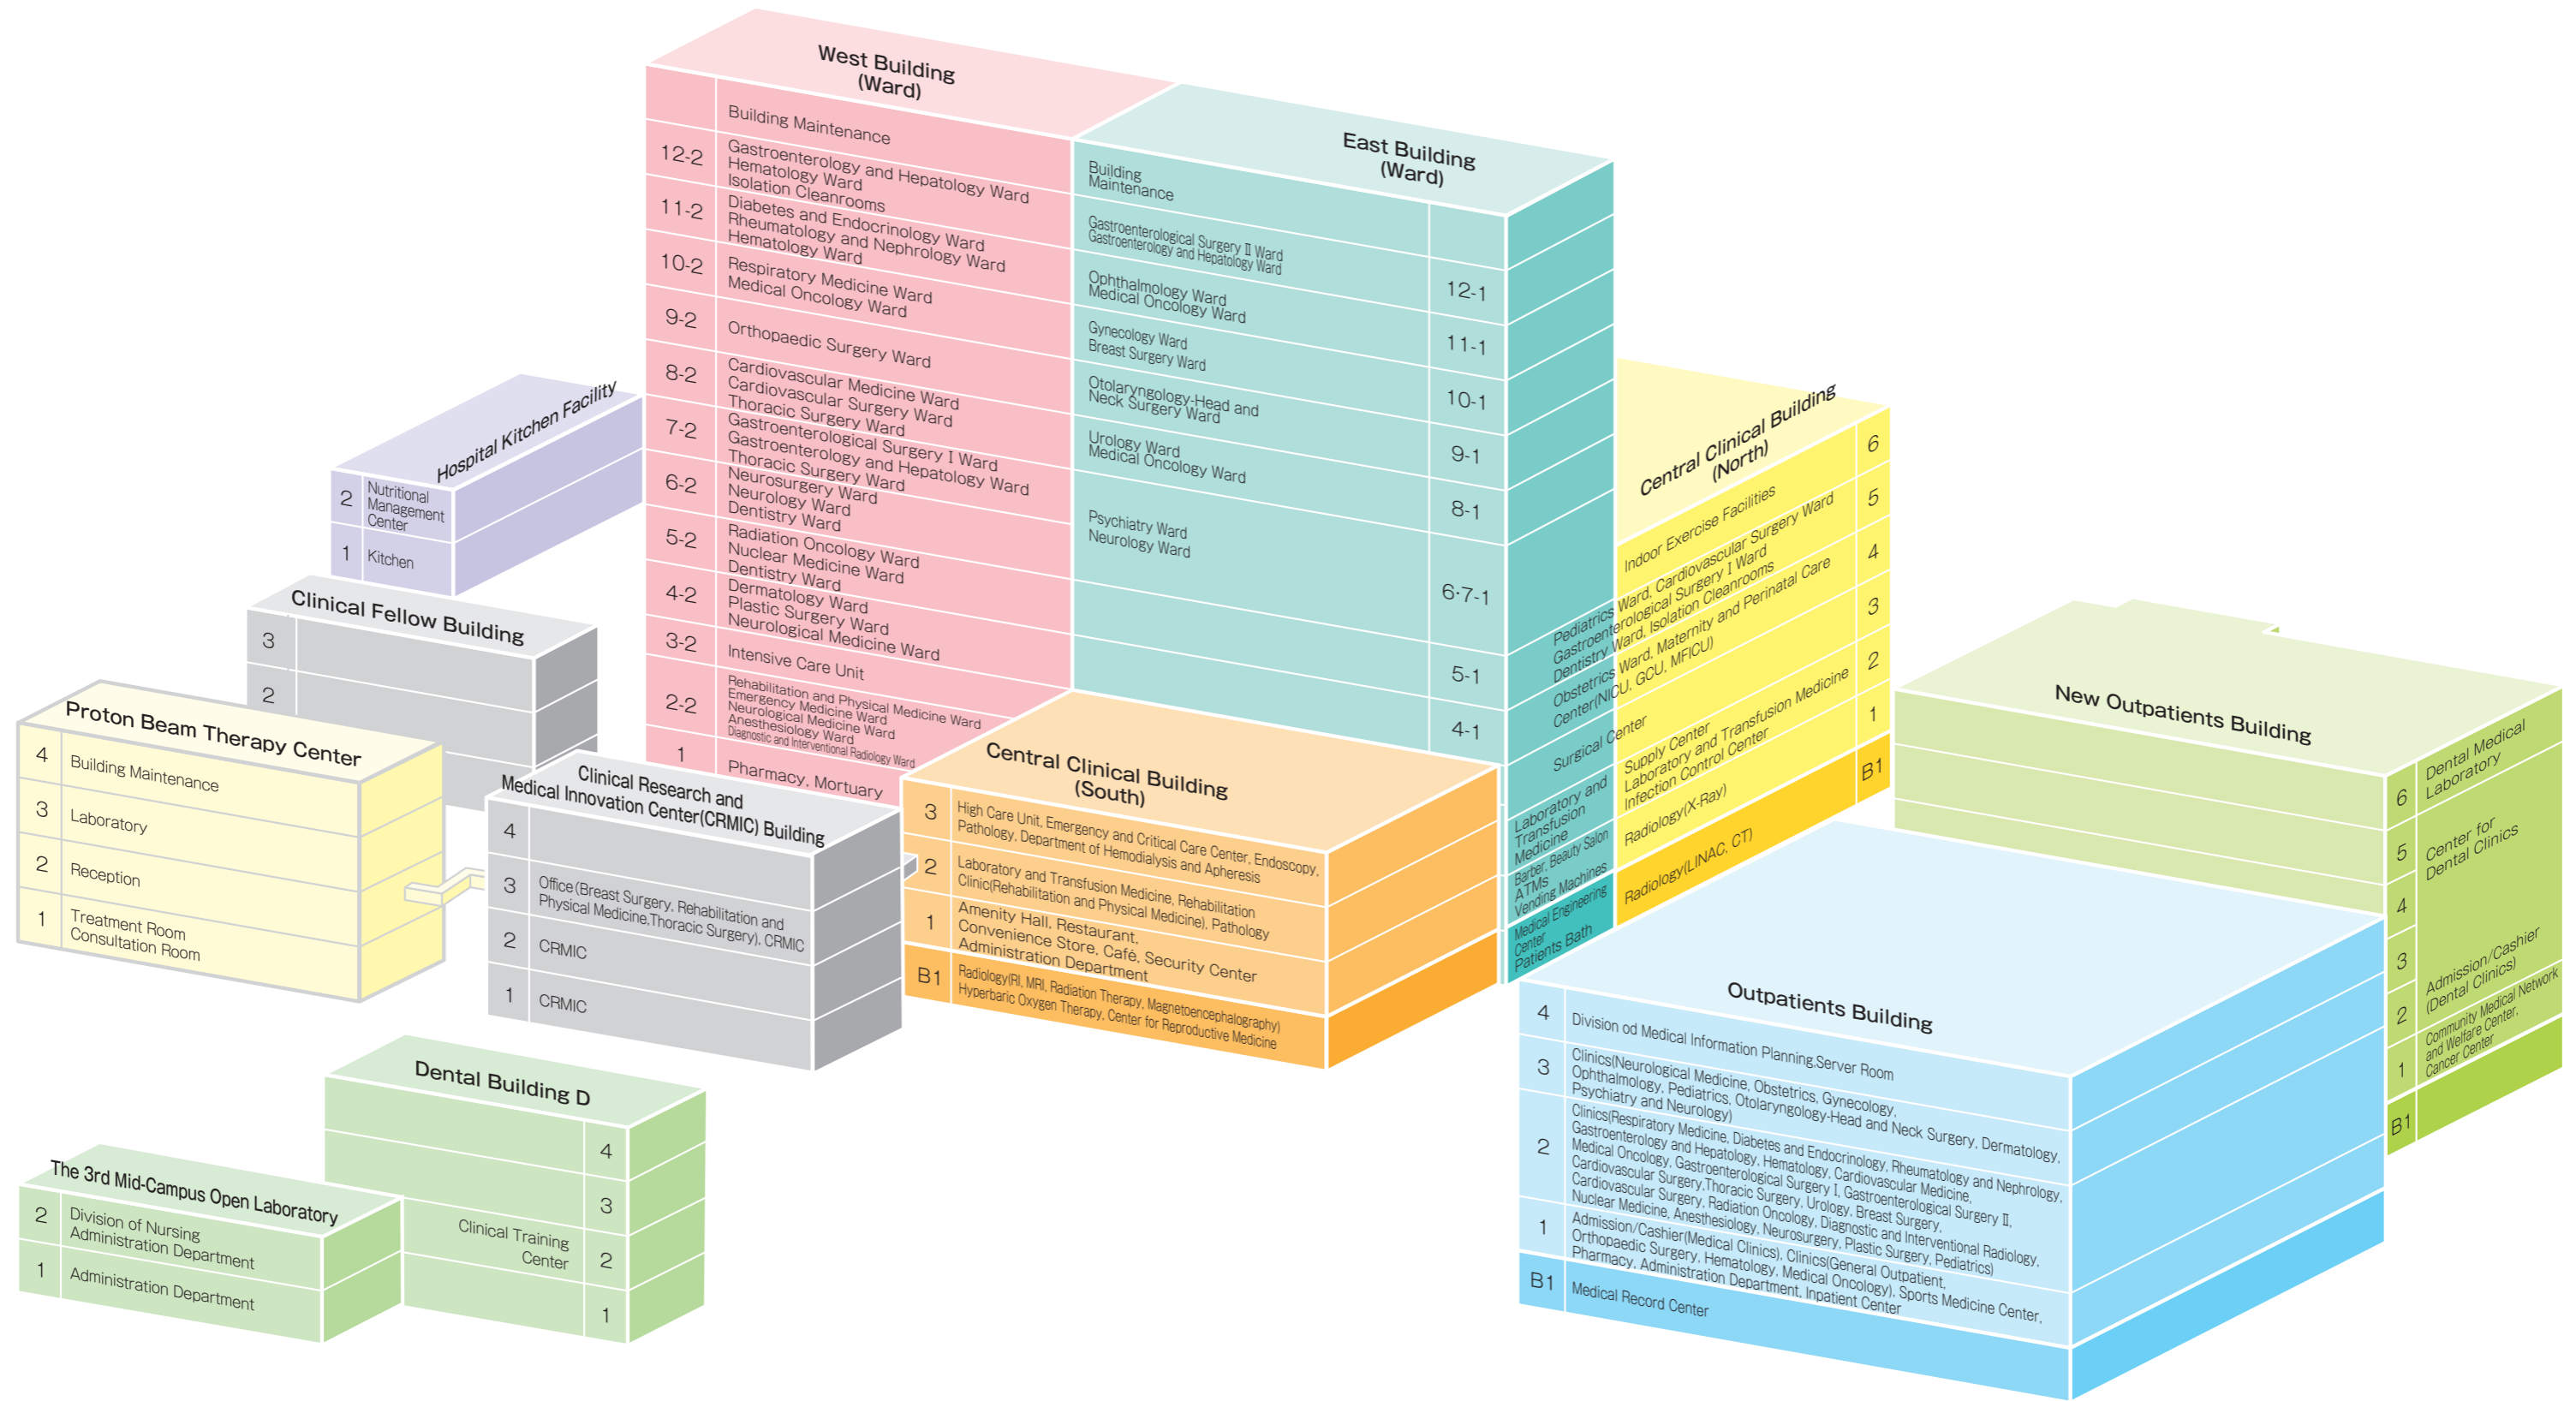 West Building
(Ward)
Building Maintenance
12-2
Gastroenterology and Hepatology Ward
Hematology Ward
Isolation Cleanrooms
11-2
Diabetes and Endocrinology Ward
Rheumatology and Nephrology Ward
Hematology Ward
10-2
Respiratory Medicine Ward
Medical Oncology Ward
9-2
Orthopaedic Surgery Ward
8-2
Cardiovascular Medicine Ward
Cardiovascular Surgery Ward
Thoracic Surgery Ward
7-2
Gastroenterological Surgery I Ward
Gastroenterology and Hepatology Ward
Thoracic Surgery Ward
6-2
Neurosurgery Ward
Neurology Ward
Dentistry Ward
5-2
Radiation Oncology Ward
Nuclear Medicine Ward
Dentistry Ward
4-2
Dermatology Ward
Plastic Surgery Ward
Neurological Medicine Ward
3-2
Intensive Care Unit
2-2
Rehabilitation and Physical Medicine Ward
Emergency Medicine Ward
Neurological Medicine Ward
Anesthesiology Ward
Diagnostic and Interventional Radiology Ward
1
Pharmacy, Mortuary
East Building
(Ward)
Building
Maintenance
Gastroenterological Surgery Ⅱ Ward
Gastroenterology and Hepatology Ward
12-1
Ophthalmology Ward
Medical Oncology Ward
11-1
Gynecology Ward
Breast Surgery Ward
10-1
Otolaryngology-Head and
Neck Surgery Ward
9-1
Urology Ward
Medical Oncology Ward
8-1
Psychiatry Ward
Neurology Ward
6·7-1
5-1
4-1
Laboratory and
Transfusion
Medicine
Barber, Beauty Salon
ATMs
Vending Machines
Medical Engineering
Center
Patients Bath
Central Clinical Building
(North)
6
Indoor Exercise Facilities
5
Pediatrics Ward, Cardiovascular Surgery Ward
Gastroenterological Surgery I Ward
Dentistry Ward, Isolation Cleanrooms
4
Obstetrics Ward, Maternity and Perinatal Care
Center(NICU, GCU, MFICU)
3
Surgical Center
2
Supply Center
Laboratory and Transfusion Medicine
Infection Control Center
1
Radiology(X-Ray)
B1
Radiology(LINAC, CT)
Hospital Kitchen Facility
2
Nutritional
Management
Center
1
Kitchen
Clinical Fellow Building
3
2
Proton Beam Therapy Center
4
Building Maintenance
3
Laboratory
2
Reception
1
Treatment Room
Consultation Room
Clinical Research and
Medical Innovation Center(CRMIC) Building
4
3
Office(Breast Surgery, Rehabilitation and
Physical Medicine,Thoracic Surgery), CRMIC
2
CRMIC
1
CRMIC
Central Clinical Building
(South)
3
High Care Unit, Emergency and Critical Care Center, Endoscopy,
Pathology, Department of Hemodialysis and Apheresis
2
Laboratory and Transfusion Medicine, Rehabilitation
Clinic(Rehabilitation and Physical Medicine), Pathology
1
Amenity Hall, Restaurant,
Convenience Store, Café, Security Center
Administration Department
B1
Radiology(RI, MRI, Radiation Therapy, Magnetoencephalography)
Hyperbaric Oxygen Therapy, Center for Reproductive Medicine
New Outpatients Building
6
Dental Medical
Laboratory
5
Center for
Dental Clinics
4
3
2
Admission/Cashier
(Dental Clinics)
1
Community Medical Network
and Welfare Center,
Cancer Center
B1
Outpatients Building
4
Division od Medical Information Planning,Server Room
3
Clinics(Neurological Medicine, Obstetrics, Gynecology,
Ophthalmology, Pediatrics, Otolaryngology-Head and Neck Surgery, Dermatology,
Psychiatry and Neurology)
2
Clinics(Respiratory Medicine, Diabetes and Endocrinology, Rheumatology and Nephrology,
Gastroenterology and Hepatology, Hematology, Cardiovascular Medicine,
Medical Oncology, Gastroenterological Surgery I, Gastroenterological Surgery Ⅱ,
Cardiovascular Surgery,Thoracic Surgery, Urology, Breast Surgery,
Cardiovascular Surgery, Radiation Oncology, Diagnostic and Interventional Radiology,
Nuclear Medicine, Anesthesiology, Neurosurgery, Plastic Surgery, Pediatrics)
1
Admission/Cashier(Medical Clinics), Clinics(General Outpatient,
Orthopaedic Surgery, Hematology, Medical Oncology), Sports Medicine Center,
Pharmacy, Administration Department, Inpatient Center
B1
Medical Record Center
Dental Building D
4
3
Clinical Training
Center
2
1
The 3rd Mid-Campus Open Laboratory
2
Division of Nursing
Administration Department
1
Administration Department